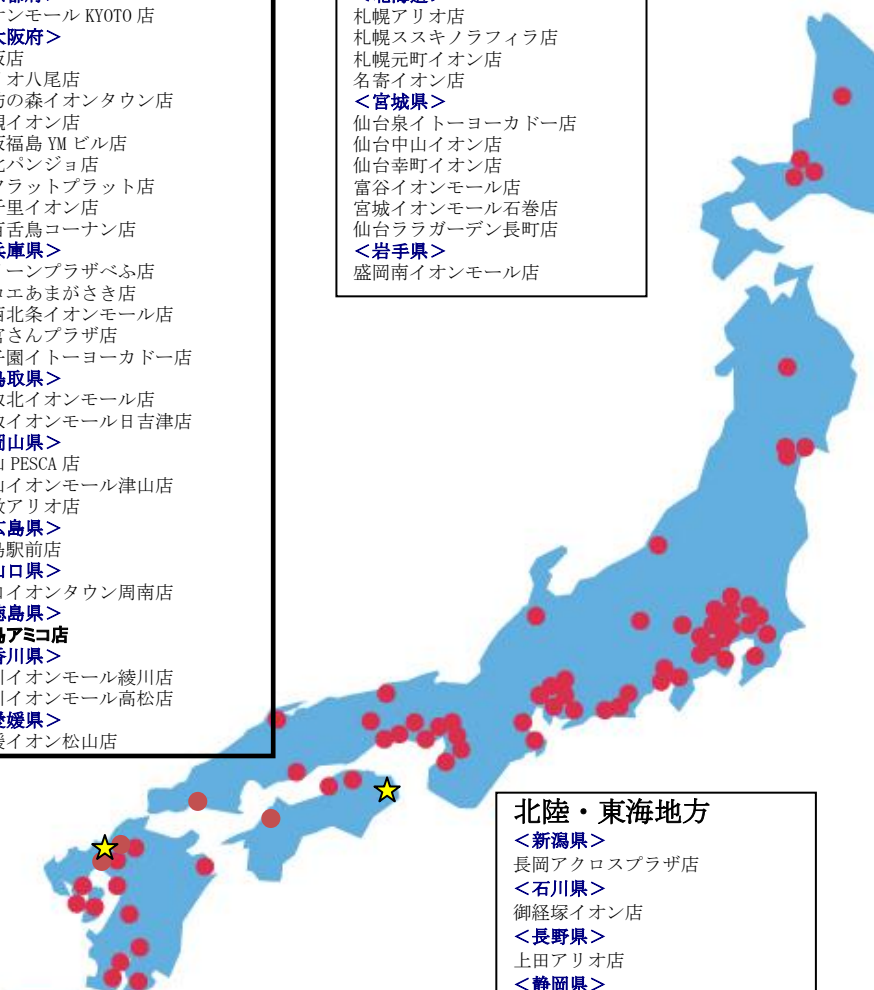 ンモール KYOTO 店
阪府＞
店
オ八尾店
の森イオンタウン店
イオン店
福島 YM ビル店
パンジョ店
ラットプラット店
里イオン店
舌鳥コーナン店
庫県＞
ーンプラザべふ店
エあまがさき店
北条イオンモール店
さんプラザ店
園イトーヨーカドー店
取県＞
北イオンモール店
イオンモール日吉津店
山県＞
PESCA 店
イオンモール津山店
アリオ店
島県＞
駅前店
口県＞
イオンタウン周南店
島県＞
アミコ店
川県＞
イオンモール綾川店
イオンモール高松店
媛県＞
イオン松山店
札幌アリオ店
札幌ススキノラフィラ店
札幌元町イオン店
名寄イオン店
＜宮城県＞
仙台泉イトーヨーカドー店
仙台中山イオン店
仙台幸町イオン店
富谷イオンモール店
宮城イオンモール石巻店
仙台ララガーデン長町店
＜岩手県＞
盛岡南イオンモール店
北陸・東海地方
＜新潟県＞
長岡アクロスプラザ店
＜石川県＞
御経塚イオン店
＜長野県＞
上田アリオ店
＜静岡県＞